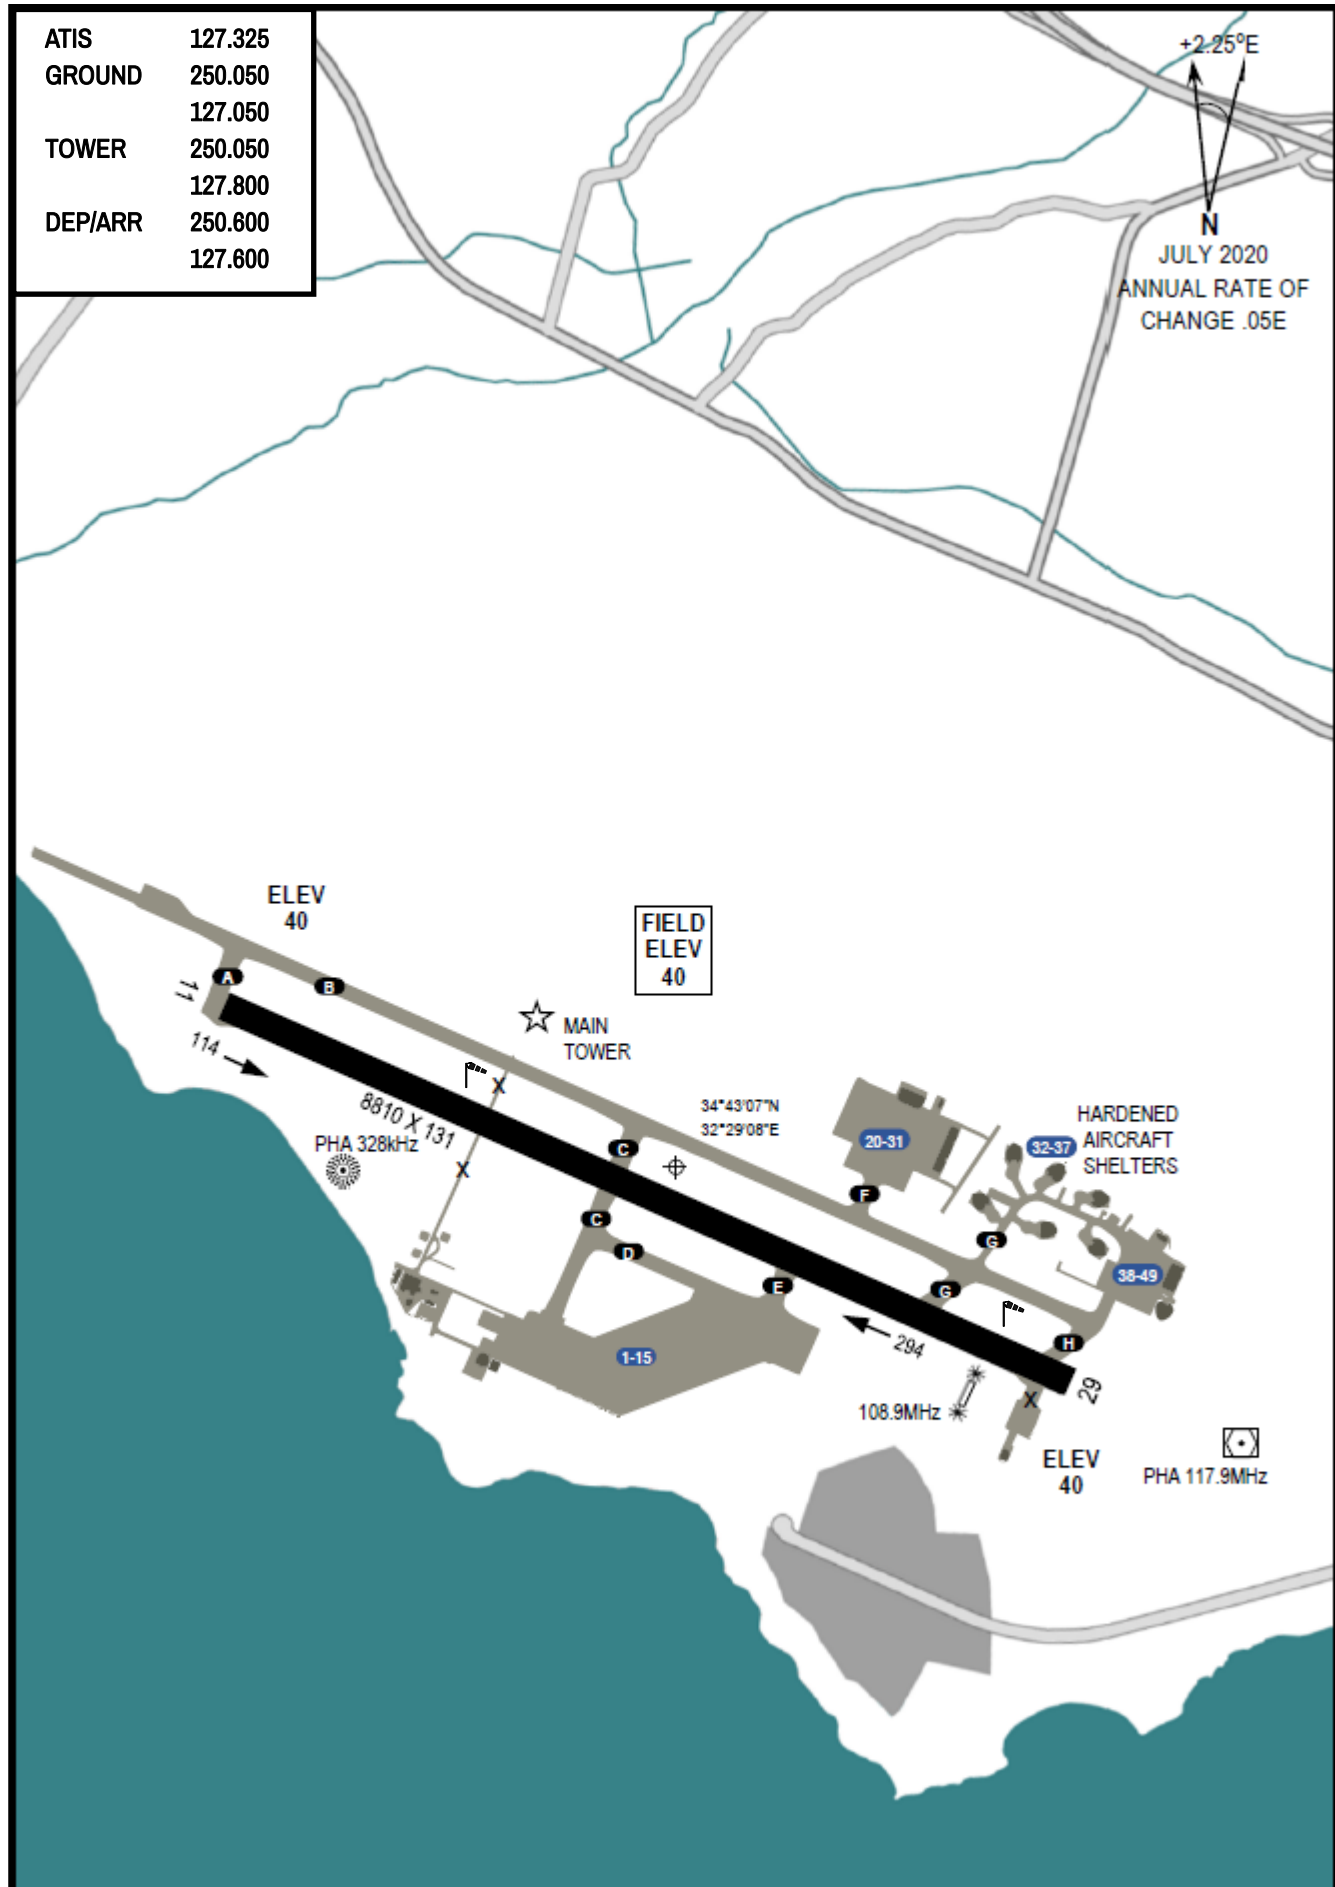 ATIS 127.325
GROUND 250.050
127.050
TOWER 250.050
127.800
DEP/ARR 250.600
127.600
+2.25°E
N
JULY 2020
ANNUAL RATE OF
CHANGE .05E
ELEV
40
FIELD
ELEV
40
A
B
11
114
MAIN
TOWER
8810 X 131
X
X
PHA 328kHz
34°43'07"N
32°29'08"E
C
C
D
E
20-31
F
HARDENED
AIRCRAFT
SHELTERS
32-37
G
G
38-49
H
1-15
294
29
X
108.9MHz
ELEV
40
PHA 117.9MHz